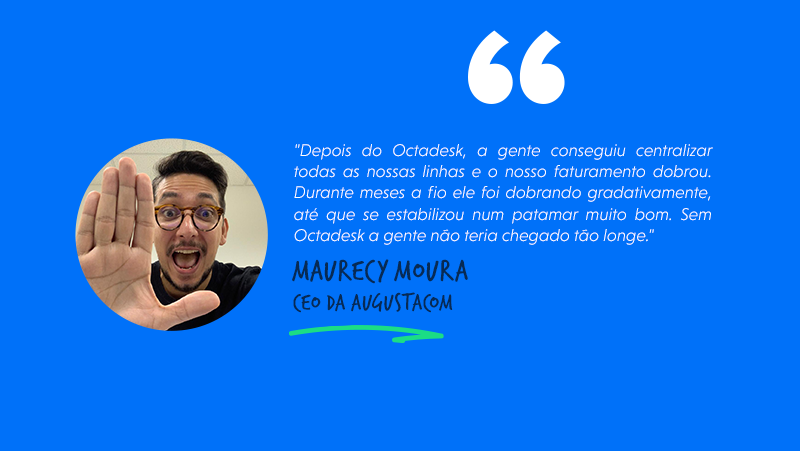 "Depois do Octadesk, a gente conseguiu centralizar
todas as nossas linhas e o nosso faturamento dobrou.
Durante meses a fio ele foi dobrando gradativamente,
até que se estabilizou num patamar muito bom. Sem
Octadesk a gente não teria chegado tão longe."
MAURECY MOURA
CEO DA AUGUSTACOM